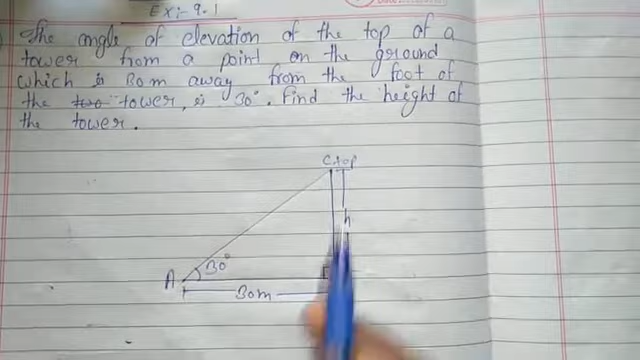 Ex:- 9.1
The angle of elevation of the top of a
tower from a point on the ground
which is 30m away from the foot of
the two tower, is 30°. Find the height of
the tower.
C top
h
A 30°
30m